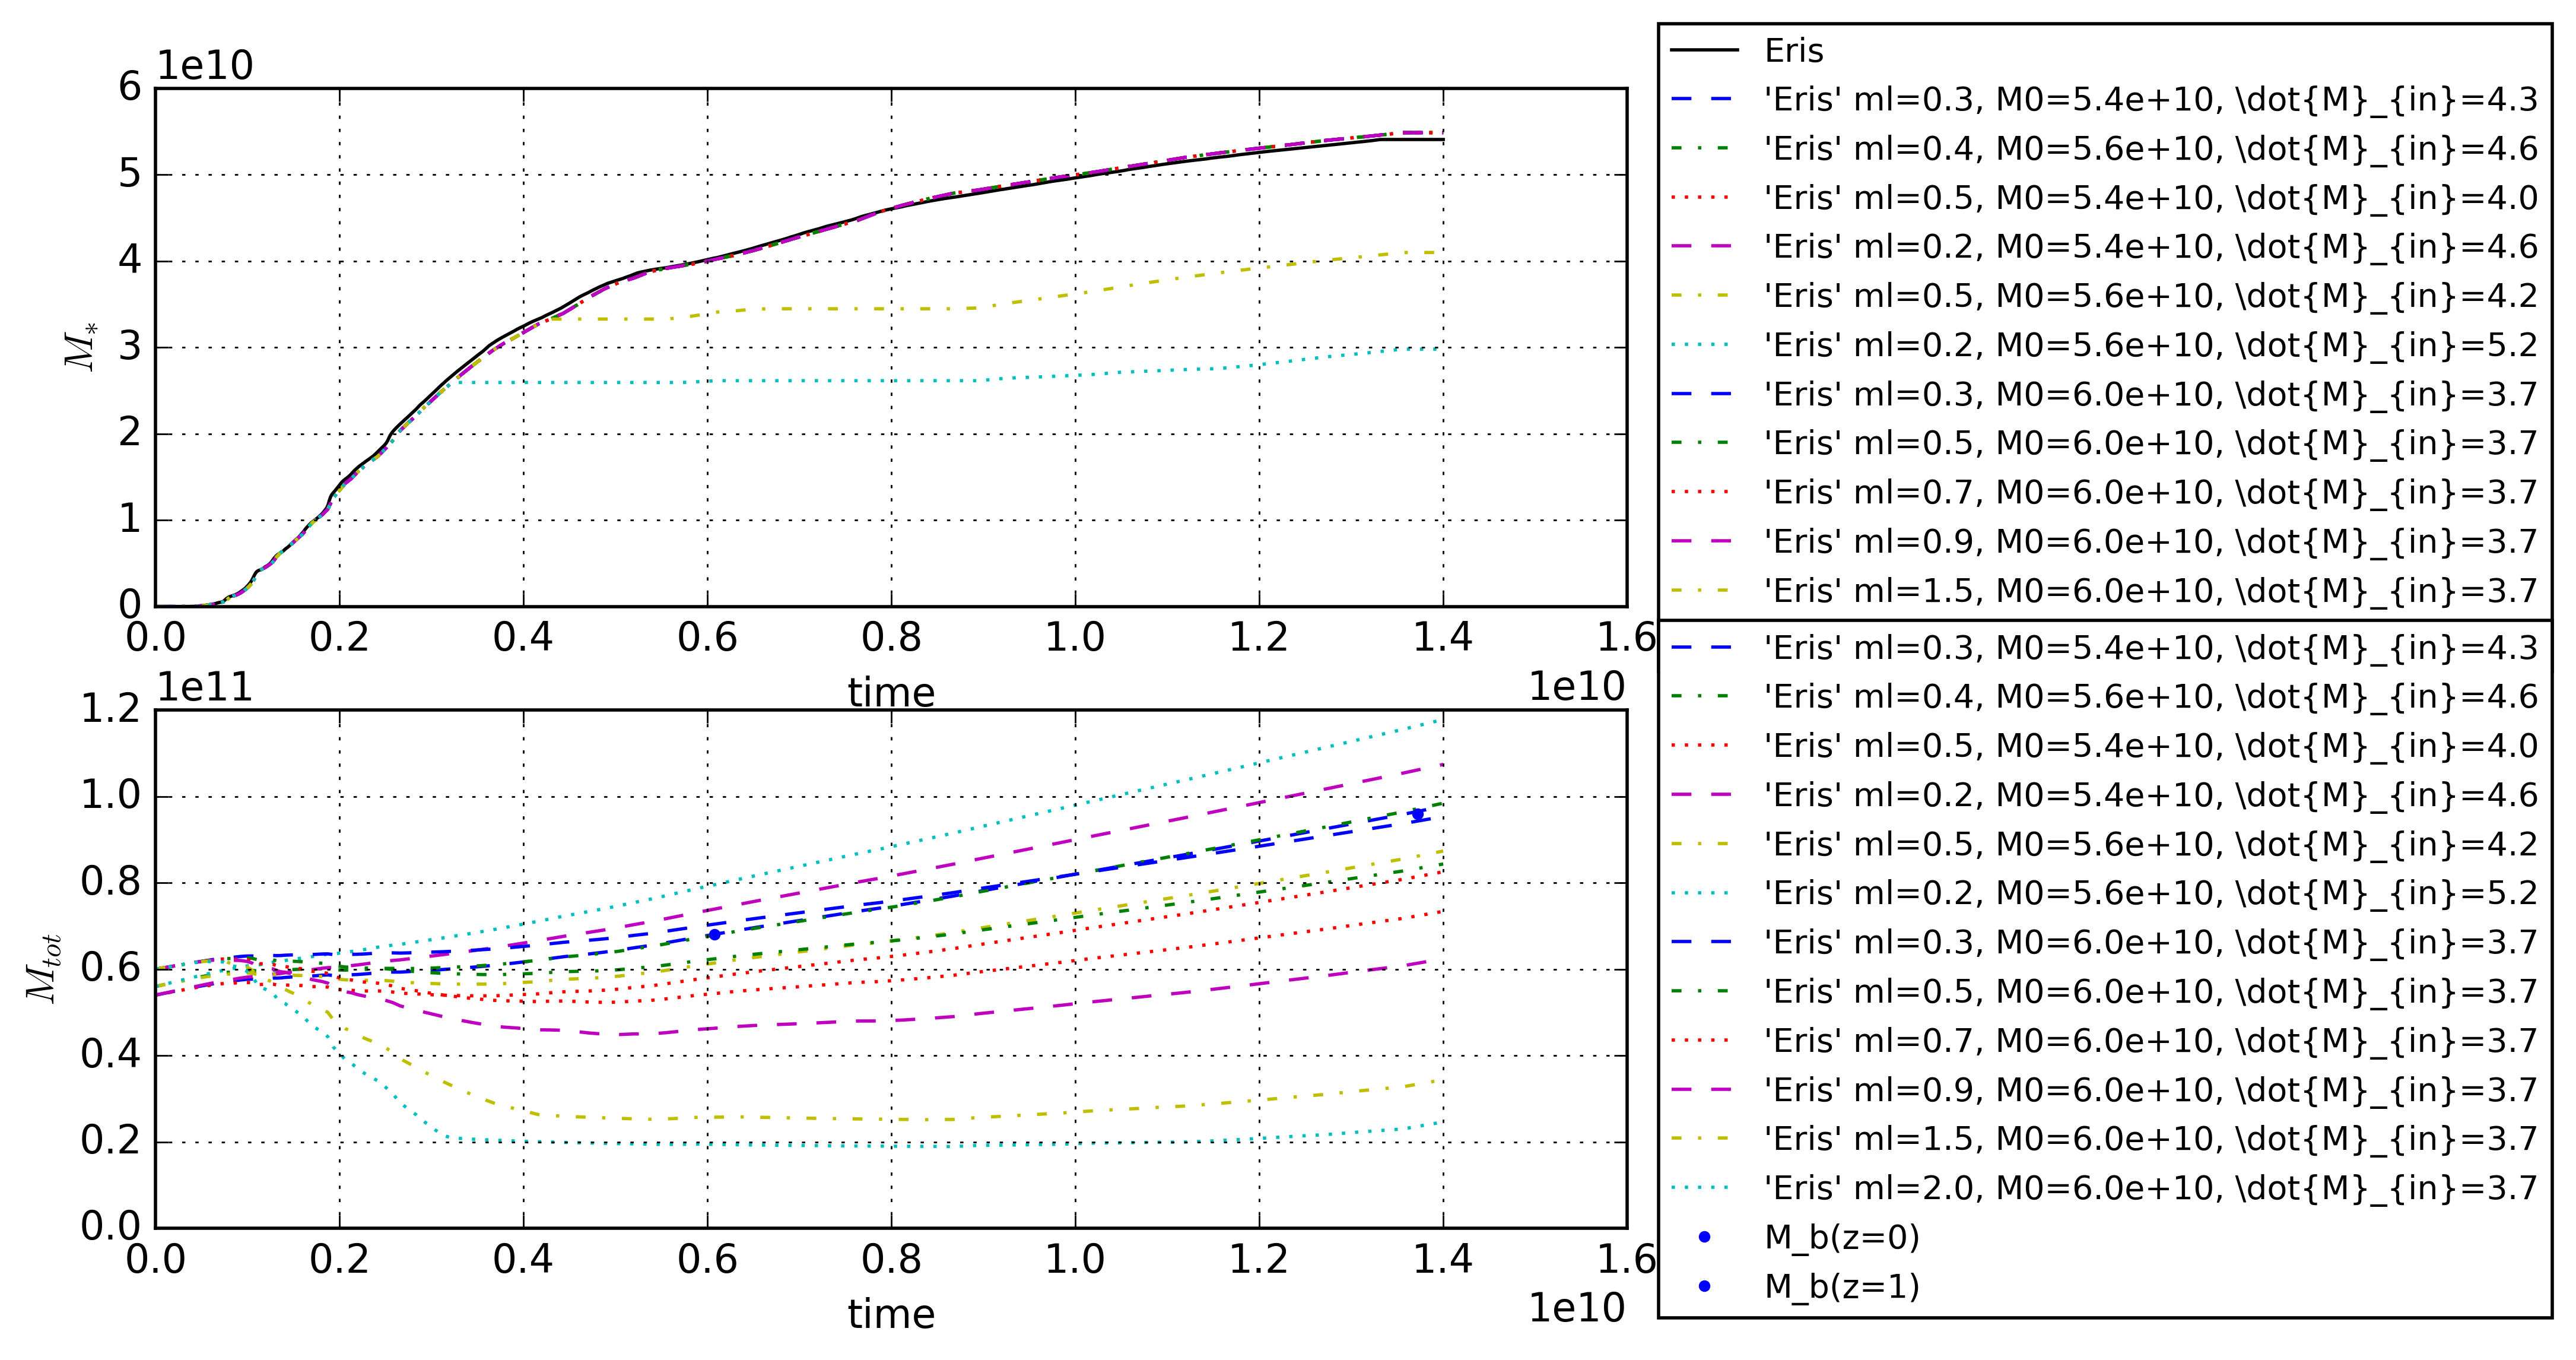 1e10
6
5
4
3
2
1
0
M*
0.0 0.2 0.4 0.6 0.8 1.0 1.2 1.4 1.6
time
1e10
Eris
'Eris' ml=0.3, M0=5.4e+10, \dot{M}_{in}=4.3
'Eris' ml=0.4, M0=5.6e+10, \dot{M}_{in}=4.6
'Eris' ml=0.5, M0=5.4e+10, \dot{M}_{in}=4.0
'Eris' ml=0.2, M0=5.4e+10, \dot{M}_{in}=4.6
'Eris' ml=0.5, M0=5.6e+10, \dot{M}_{in}=4.2
'Eris' ml=0.2, M0=5.6e+10, \dot{M}_{in}=5.2
'Eris' ml=0.3, M0=6.0e+10, \dot{M}_{in}=3.7
'Eris' ml=0.5, M0=6.0e+10, \dot{M}_{in}=3.7
'Eris' ml=0.7, M0=6.0e+10, \dot{M}_{in}=3.7
'Eris' ml=0.9, M0=6.0e+10, \dot{M}_{in}=3.7
'Eris' ml=1.5, M0=6.0e+10, \dot{M}_{in}=3.7
1e11
1.2
1.0
0.8
0.6
0.4
0.2
0.0
Mtot
0.0 0.2 0.4 0.6 0.8 1.0 1.2 1.4 1.6
time
1e10
'Eris' ml=0.3, M0=5.4e+10, \dot{M}_{in}=4.3
'Eris' ml=0.4, M0=5.6e+10, \dot{M}_{in}=4.6
'Eris' ml=0.5, M0=5.4e+10, \dot{M}_{in}=4.0
'Eris' ml=0.2, M0=5.4e+10, \dot{M}_{in}=4.6
'Eris' ml=0.5, M0=5.6e+10, \dot{M}_{in}=4.2
'Eris' ml=0.2, M0=5.6e+10, \dot{M}_{in}=5.2
'Eris' ml=0.3, M0=6.0e+10, \dot{M}_{in}=3.7
'Eris' ml=0.5, M0=6.0e+10, \dot{M}_{in}=3.7
'Eris' ml=0.7, M0=6.0e+10, \dot{M}_{in}=3.7
'Eris' ml=0.9, M0=6.0e+10, \dot{M}_{in}=3.7
'Eris' ml=1.5, M0=6.0e+10, \dot{M}_{in}=3.7
'Eris' ml=2.0, M0=6.0e+10, \dot{M}_{in}=3.7
M_b(z=0)
M_b(z=1)